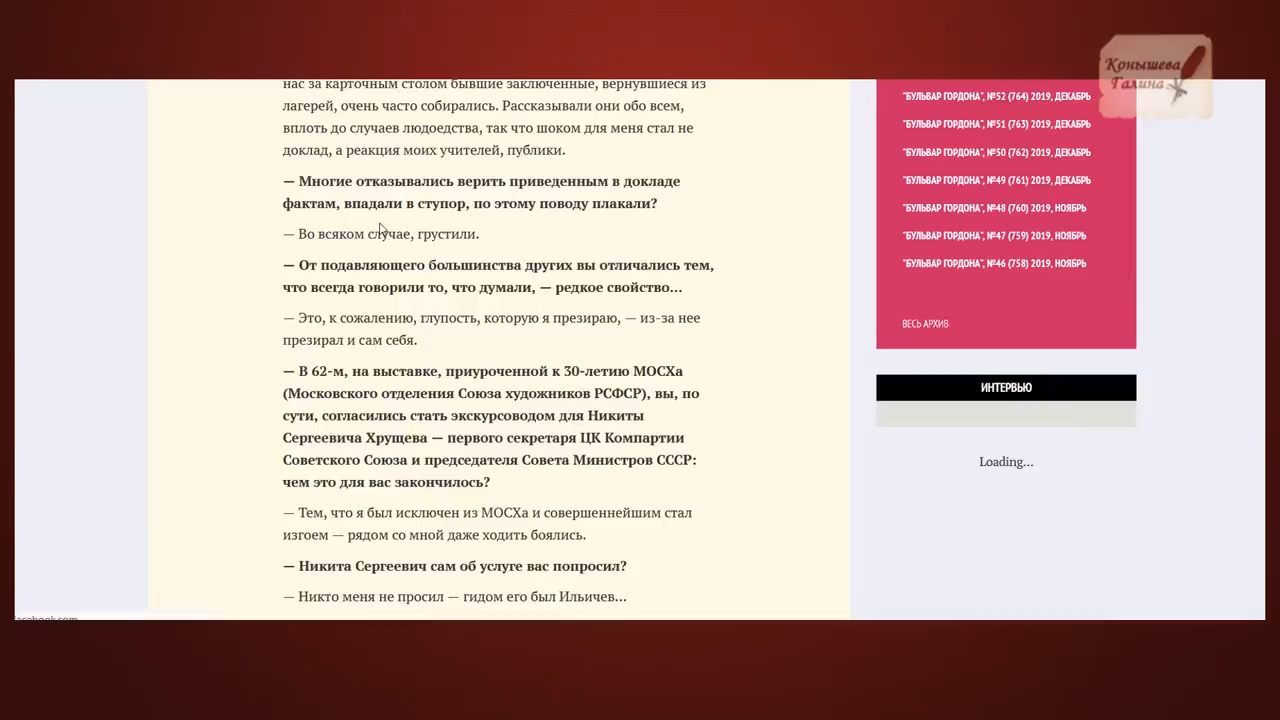 нас за карточным столом бывшие заключенные, вернувшиеся из
лагерей, очень часто собирались. Рассказывали они обо всем,
вплоть до случаев людоедства, так что шоком для меня стал не
доклад, а реакция моих учителей, публики.
— Многие отказывались верить приведенным в докладе
фактам, впадали в ступор, по этому поводу плакали?
— Во всяком случае, грустили.
— От подавляющего большинства других вы отличались тем,
что всегда говорили то, что думали, — редкое свойство...
— Это, к сожалению, глупость, которую я презираю, — из-за нее
презирал и сам себя.
— В 62-м, на выставке, приуроченной к 30-летию МОСХа
(Московского отделения Союза художников РСФСР), вы, по
сути, согласились стать экскурсоводом для Никиты
Сергеевича Хрущева — первого секретаря ЦК Компартии
Советского Союза и председателя Совета Министров СССР:
чем это для вас закончилось?
— Тем, что я был исключен из МОСХа и совершеннейшим стал
изгоем — рядом со мной даже ходить боялись.
— Никита Сергеевич сам об услуге вас попросил?
— Никто меня не просил — гидом его был Ильичев...
Конышева
Галина
"БУЛЬВАР ГОРДОНА", №52 (764) 2019, ДЕКАБРЬ
"БУЛЬВАР ГОРДОНА", №51 (763) 2019, ДЕКАБРЬ
"БУЛЬВАР ГОРДОНА", №50 (762) 2019, ДЕКАБРЬ
"БУЛЬВАР ГОРДОНА", №49 (761) 2019, ДЕКАБРЬ
"БУЛЬВАР ГОРДОНА", №48 (760) 2019, НОЯБРЬ
"БУЛЬВАР ГОРДОНА", №47 (759) 2019, НОЯБРЬ
"БУЛЬВАР ГОРДОНА", №46 (758) 2019, НОЯБРЬ
ВЕСЬ АРХИВ
ИНТЕРВЬЮ
Loading...